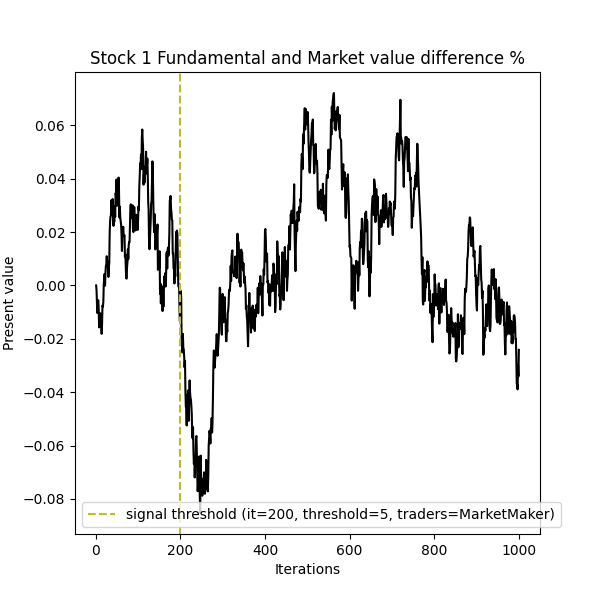 Stock 1 Fundamental and Market value difference %
Present value
0.06
0.04
0.02
0.00
−0.02
−0.04
−0.06
−0.08
signal threshold (it=200, threshold=5, traders=MarketMaker)
0 200 400 600 800 1000
Iterations